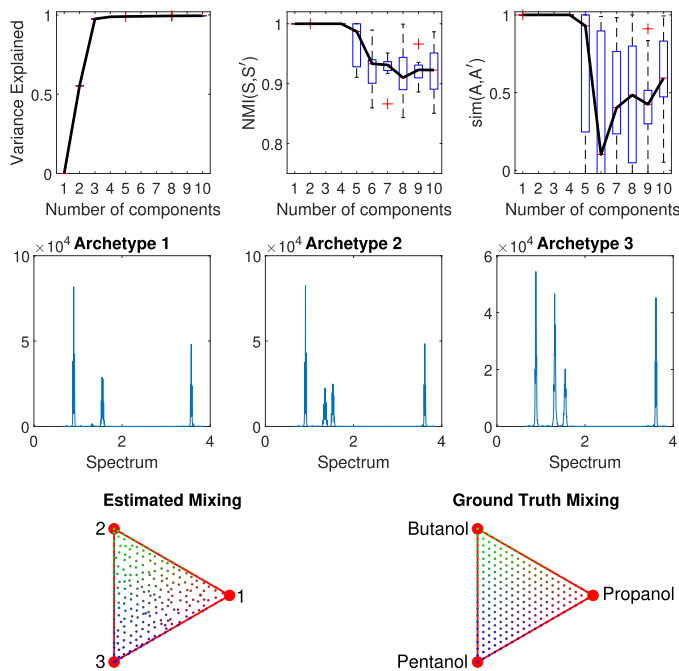 Variance Explained
1
0.5
0
1 2 3 4 5 6 7 8 9 10
Number of components
NMI(S,S′)
1
0.9
0.8
1 2 3 4 5 6 7 8 9 10
Number of components
sim(A,A′)
1
0.5
0
1 2 3 4 5 6 7 8 9 10
Number of components
×10⁴ Archetype 1
10
5
0
0 2 4
Spectrum
×10⁴ Archetype 2
10
5
0
0 2 4
Spectrum
×10⁴ Archetype 3
6
4
2
0
0 2 4
Spectrum
Estimated Mixing
2
1
3
Ground Truth Mixing
Butanol
Propanol
Pentanol